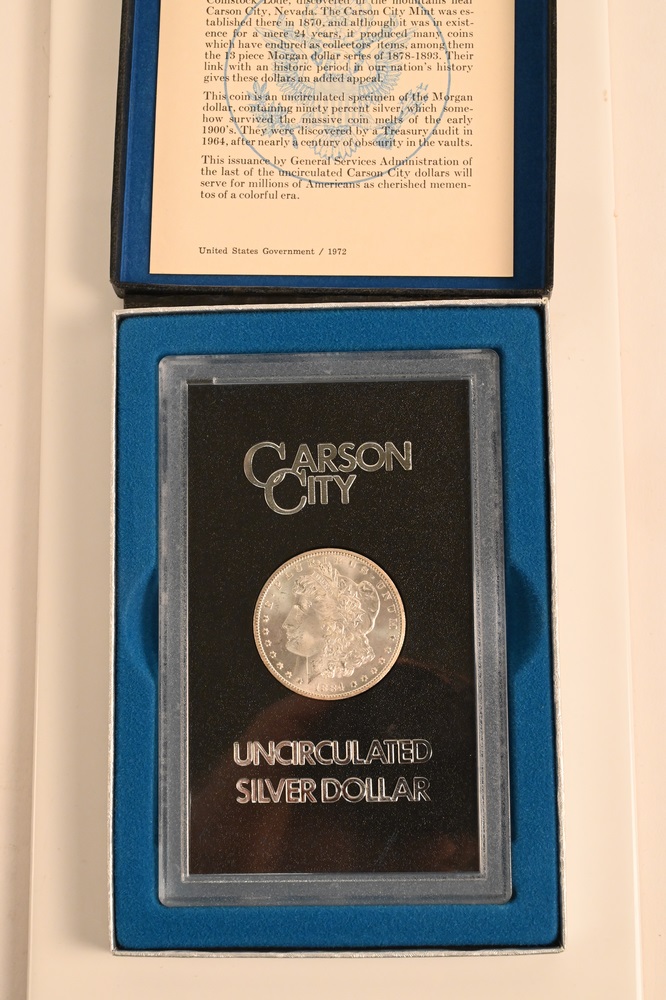 Comstock Lode, discovered in the mountains near
Carson City, Nevada. The Carson City Mint was es-
tablished there in 1870, and although it was in exist-
ence for a mere 24 years, it produced many coins
which have endured as collectors' items, among them
the 13 piece Morgan dollar series of 1878-1893. Their
link with an historic period in our nation's history
gives these dollars an added appeal.
This coin is an uncirculated specimen of the Morgan
dollar, containing ninety percent silver, which some-
how survived the massive coin melts of the early
1900's. They were discovered by a Treasury audit in
1964, after nearly a century of obscurity in the vaults.
This issuance by General Services Administration of
the last of the uncirculated Carson City dollars will
serve for millions of Americans as cherished memen-
tos of a colorful era.
United States Government / 1972
CARSON
CITY
1884
UNCIRCULATED
SILVER DOLLAR